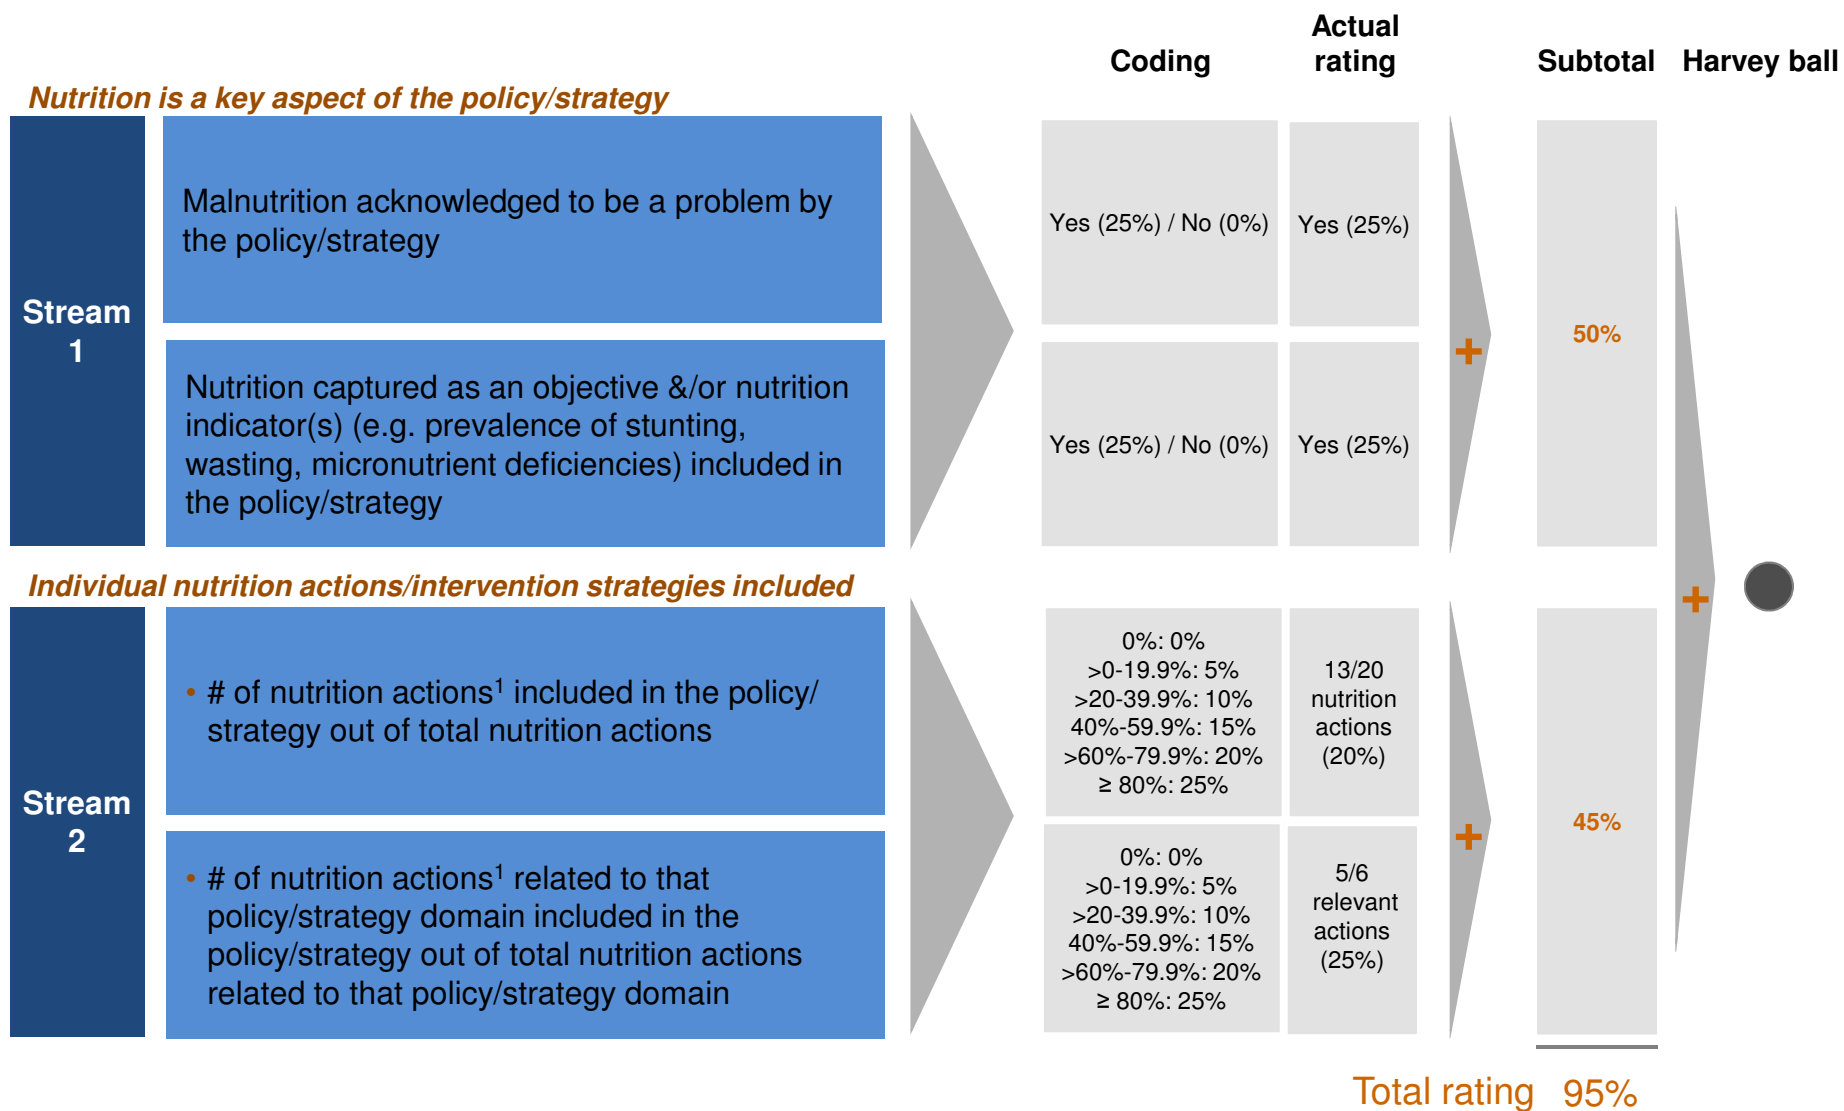 Coding
Actual
rating
Subtotal
Harvey ball
Nutrition is a key aspect of the policy/strategy
Stream
1
Malnutrition acknowledged to be a problem by
the policy/strategy
Yes (25%) / No (0%)
Yes (25%)
Nutrition captured as an objective &/or nutrition
indicator(s) (e.g. prevalence of stunting,
wasting, micronutrient deficiencies) included in
the policy/strategy
Yes (25%) / No (0%)
Yes (25%)
+
50%
Individual nutrition actions/intervention strategies included
Stream
2
• # of nutrition actions¹ included in the policy/
strategy out of total nutrition actions
0%: 0%
>0-19.9%: 5%
>20-39.9%: 10%
40%-59.9%: 15%
>60%-79.9%: 20%
≥ 80%: 25%
13/20
nutrition
actions
(20%)
• # of nutrition actions¹ related to that
policy/strategy domain included in the
policy/strategy out of total nutrition actions
related to that policy/strategy domain
0%: 0%
>0-19.9%: 5%
>20-39.9%: 10%
40%-59.9%: 15%
>60%-79.9%: 20%
≥ 80%: 25%
5/6
relevant
actions
(25%)
+
45%
+
Total rating 95%